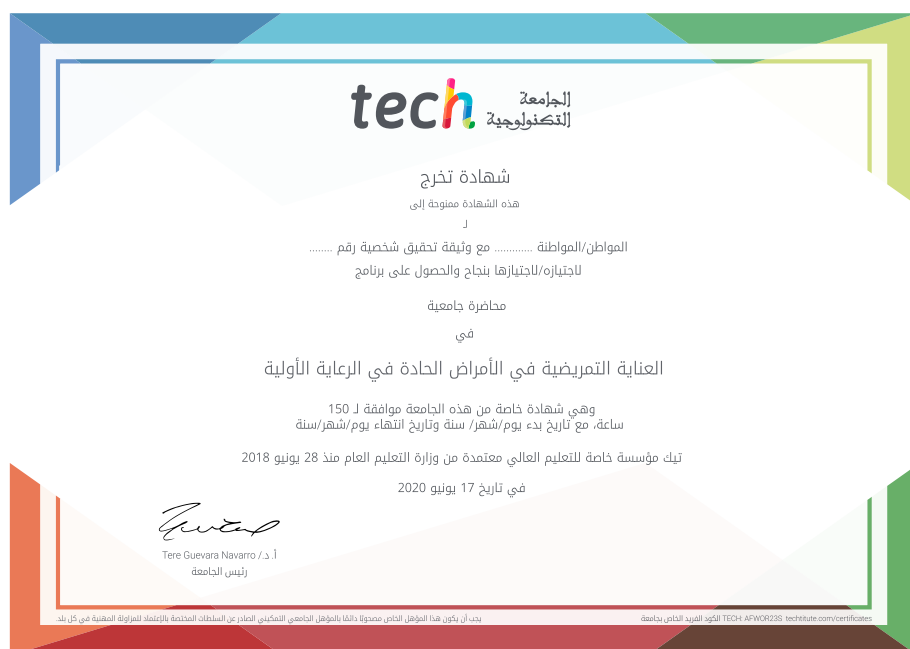 tech الجامعة
التكنولوجية
شهادة تخرج
هذه الشهادة ممنوحة إلى
لـ
المواطن/المواطنة ............ مع وثيقة تحقيق شخصية رقم ........
لاجتيازه/لاجتيازها بنجاح والحصول على برنامج
محاضرة جامعية
في
العناية التمريضية في الأمراض الحادة في الرعاية الأولية
وهي شهادة خاصة من هذه الجامعة موافقة لـ 150
ساعة، مع تاريخ بدء يوم/شهر/ سنة وتاريخ انتهاء يوم/شهر/سنة
تيك مؤسسة خاصة للتعليم العالي معتمدة من وزارة التعليم العام منذ 28 يونيو 2018
في تاريخ 17 يونيو 2020
أ. د./ Tere Guevara Navarro
رئيس الجامعة
يجب أن يكون هذا المؤهل الخاص مصحوبًا دائمًا بالمؤهل الجامعي التمكيني الصادر عن السلطات المختصة بالإعتماد للمزاولة المهنية في كل بلد.
الكود الفريد الخاص بجامعة TECH: AFWOR23S techtitute.com/certificates